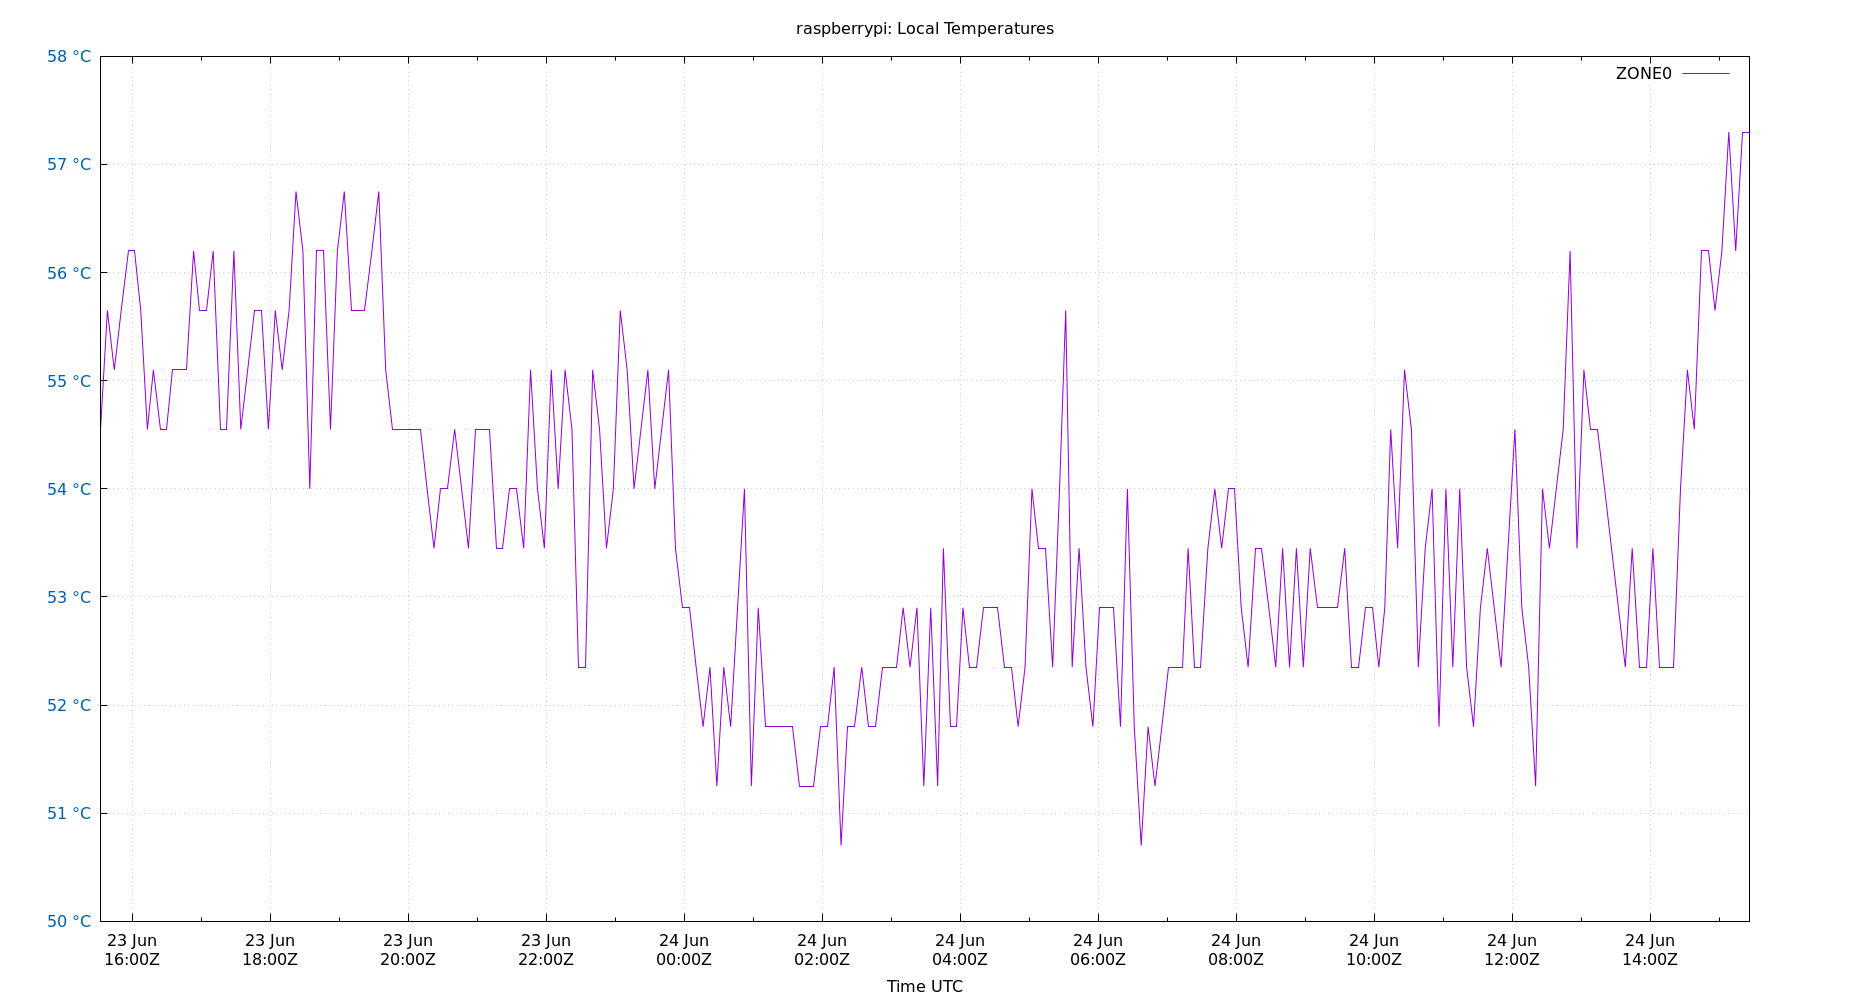 raspberrypi: Local Temperatures
58 °C
ZONE0
57 °C
56 °C
55 °C
54 °C
53 °C
52 °C
51 °C
50 °C
23 Jun 23 Jun 23 Jun 23 Jun 24 Jun 24 Jun 24 Jun 24 Jun 24 Jun 24 Jun 24 Jun 24 Jun
16:00Z 18:00Z 20:00Z 22:00Z 00:00Z 02:00Z 04:00Z 06:00Z 08:00Z 10:00Z 12:00Z 14:00Z
Time UTC